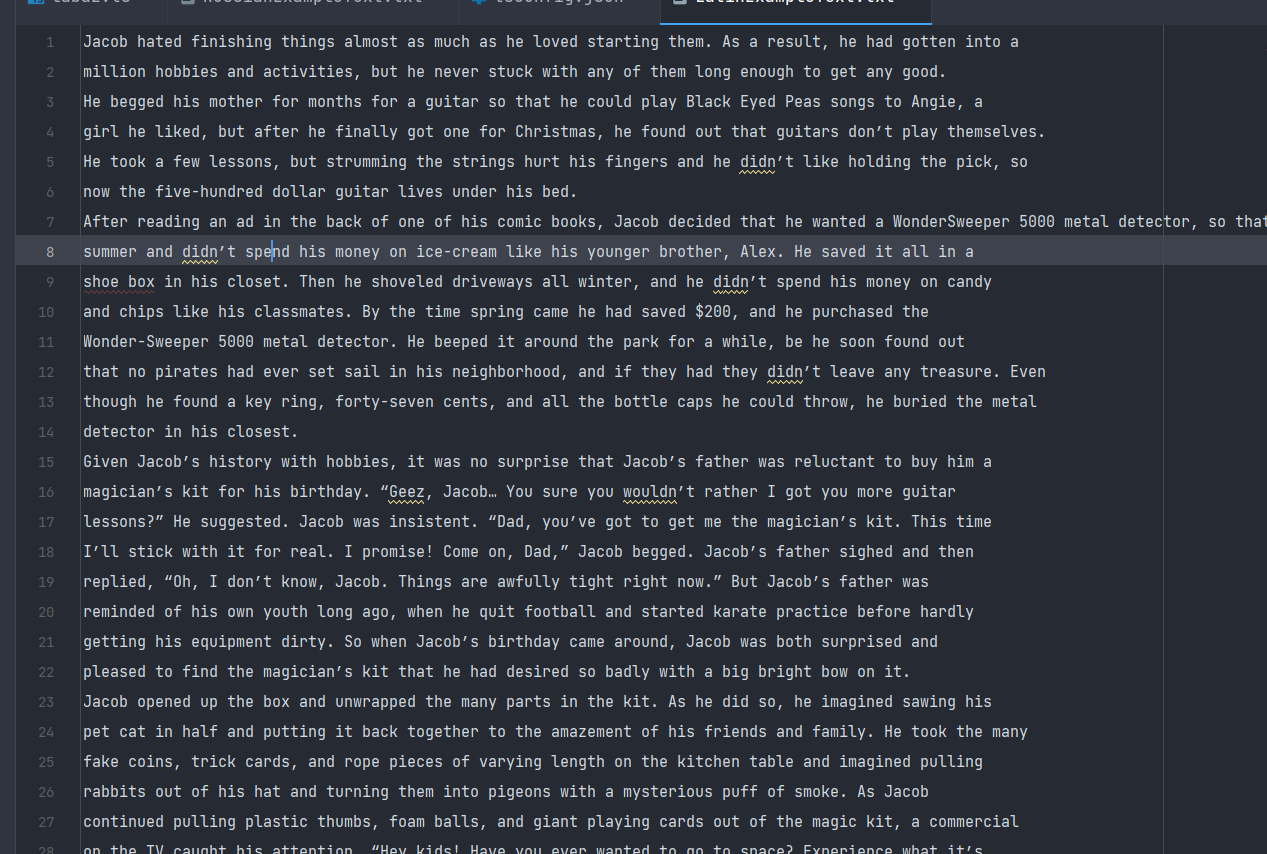 Jacob hated finishing things almost as much as he loved starting them. As a result, he had gotten into a
million hobbies and activities, but he never stuck with any of them long enough to get any good.
He begged his mother for months for a guitar so that he could play Black Eyed Peas songs to Angie, a
girl he liked, but after he finally got one for Christmas, he found out that guitars don’t play themselves.
He took a few lessons, but strumming the strings hurt his fingers and he didn’t like holding the pick, so
now the five-hundred dollar guitar lives under his bed.
After reading an ad in the back of one of his comic books, Jacob decided that he wanted a WonderSweeper 5000 metal detector, so that
summer and didn’t spend his money on ice-cream like his younger brother, Alex. He saved it all in a
shoe box in his closet. Then he shoveled driveways all winter, and he didn’t spend his money on candy
and chips like his classmates. By the time spring came he had saved $200, and he purchased the
Wonder-Sweeper 5000 metal detector. He beeped it around the park for a while, be he soon found out
that no pirates had ever set sail in his neighborhood, and if they had they didn’t leave any treasure. Even
though he found a key ring, forty-seven cents, and all the bottle caps he could throw, he buried the metal
detector in his closest.
Given Jacob’s history with hobbies, it was no surprise that Jacob’s father was reluctant to buy him a
magician’s kit for his birthday. “Geez, Jacob… You sure you wouldn’t rather I got you more guitar
lessons?” He suggested. Jacob was insistent. “Dad, you’ve got to get me the magician’s kit. This time
I’ll stick with it for real. I promise! Come on, Dad,” Jacob begged. Jacob’s father sighed and then
replied, “Oh, I don’t know, Jacob. Things are awfully tight right now.” But Jacob’s father was
reminded of his own youth long ago, when he quit football and started karate practice before hardly
getting his equipment dirty. So when Jacob’s birthday came around, Jacob was both surprised and
pleased to find the magician’s kit that he had desired so badly with a big bright bow on it.
Jacob opened up the box and unwrapped the many parts in the kit. As he did so, he imagined sawing his
pet cat in half and putting it back together to the amazement of his friends and family. He took the many
fake coins, trick cards, and rope pieces of varying length on the kitchen table and imagined pulling
rabbits out of his hat and turning them into pigeons with a mysterious puff of smoke. As Jacob
continued pulling plastic thumbs, foam balls, and giant playing cards out of the magic kit, a commercial
on the TV caught his attention. “Hey kids! Have you ever wanted to go to space? Experience what it’s